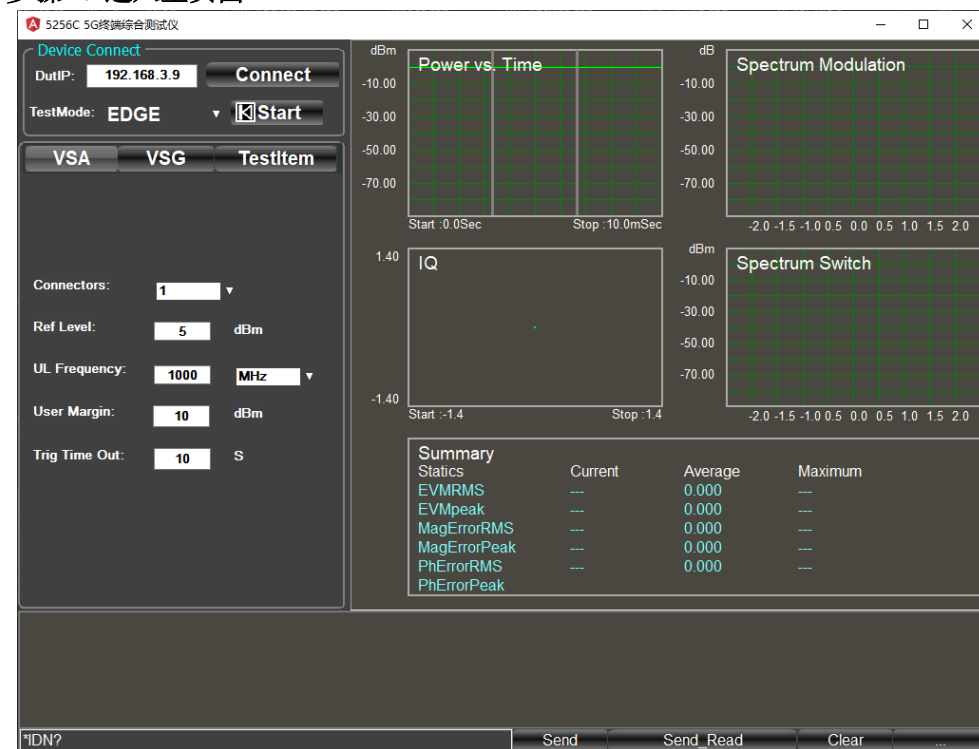 5256C 5G终端综合测试仪
Device Connect
DutIP: 192.168.3.9 Connect
TestMode: EDGE Start
VSA VSG TestItem
Connectors: 1
Ref Level: 5 dBm
UL Frequency: 1000 MHz
User Margin: 10 dBm
Trig Time Out: 10 S
dBm
Power vs. Time
-10.00
-30.00
-50.00
-70.00
Start :0.0Sec Stop :10.0mSec
dB
Spectrum Modulation
-10.00
-30.00
-50.00
-70.00
-2.0 -1.5 -1.0 0.5 0.0 0.5 1.0 1.5 2.0
1.40
IQ
-1.40
Start :-1.4 Stop :1.4
dBm
Spectrum Switch
-10.00
-30.00
-50.00
-70.00
-2.0 -1.5 -1.0 0.5 0.0 0.5 1.0 1.5 2.0
Summary
Statics Current Average Maximum
EVMRMS --- 0.000 ---
EVMpeak --- 0.000 ---
MagErrorRMS --- 0.000 ---
MagErrorPeak --- 0.000 ---
PhErrorRMS --- 0.000 ---
PhErrorPeak
*IDN? Send Send_Read Clear ...